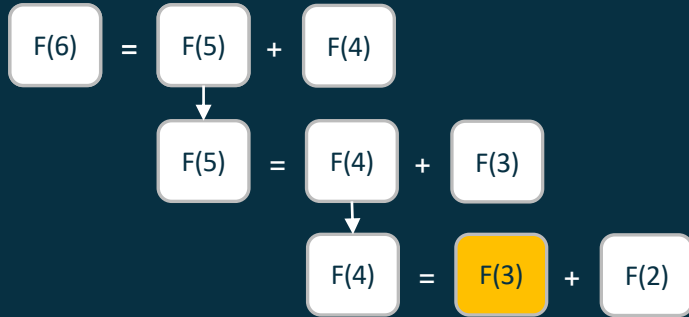 F(6) = F(5) + F(4)
F(5) = F(4) + F(3)
F(4) = F(3) + F(2)